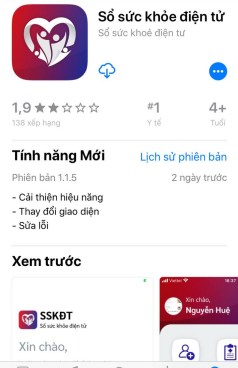 Sổ sức khỏe điện tử
Sổ sức khoẻ điện tư
1,9
#1
4+
138 xếp hạng
Y tế
Tuổi
Tính năng Mới
Lịch sử phiên bản
Phiên bản 1.1.5
2 ngày trước
- Cải thiện hiệu năng
- Thay đổi giao diện
- Sửa lỗi
Xem trước
Viettel
16:37
SSKĐT
Sổ sức khỏe điện tử
Xin chào,
Xin chào,
Nguyễn Huệ